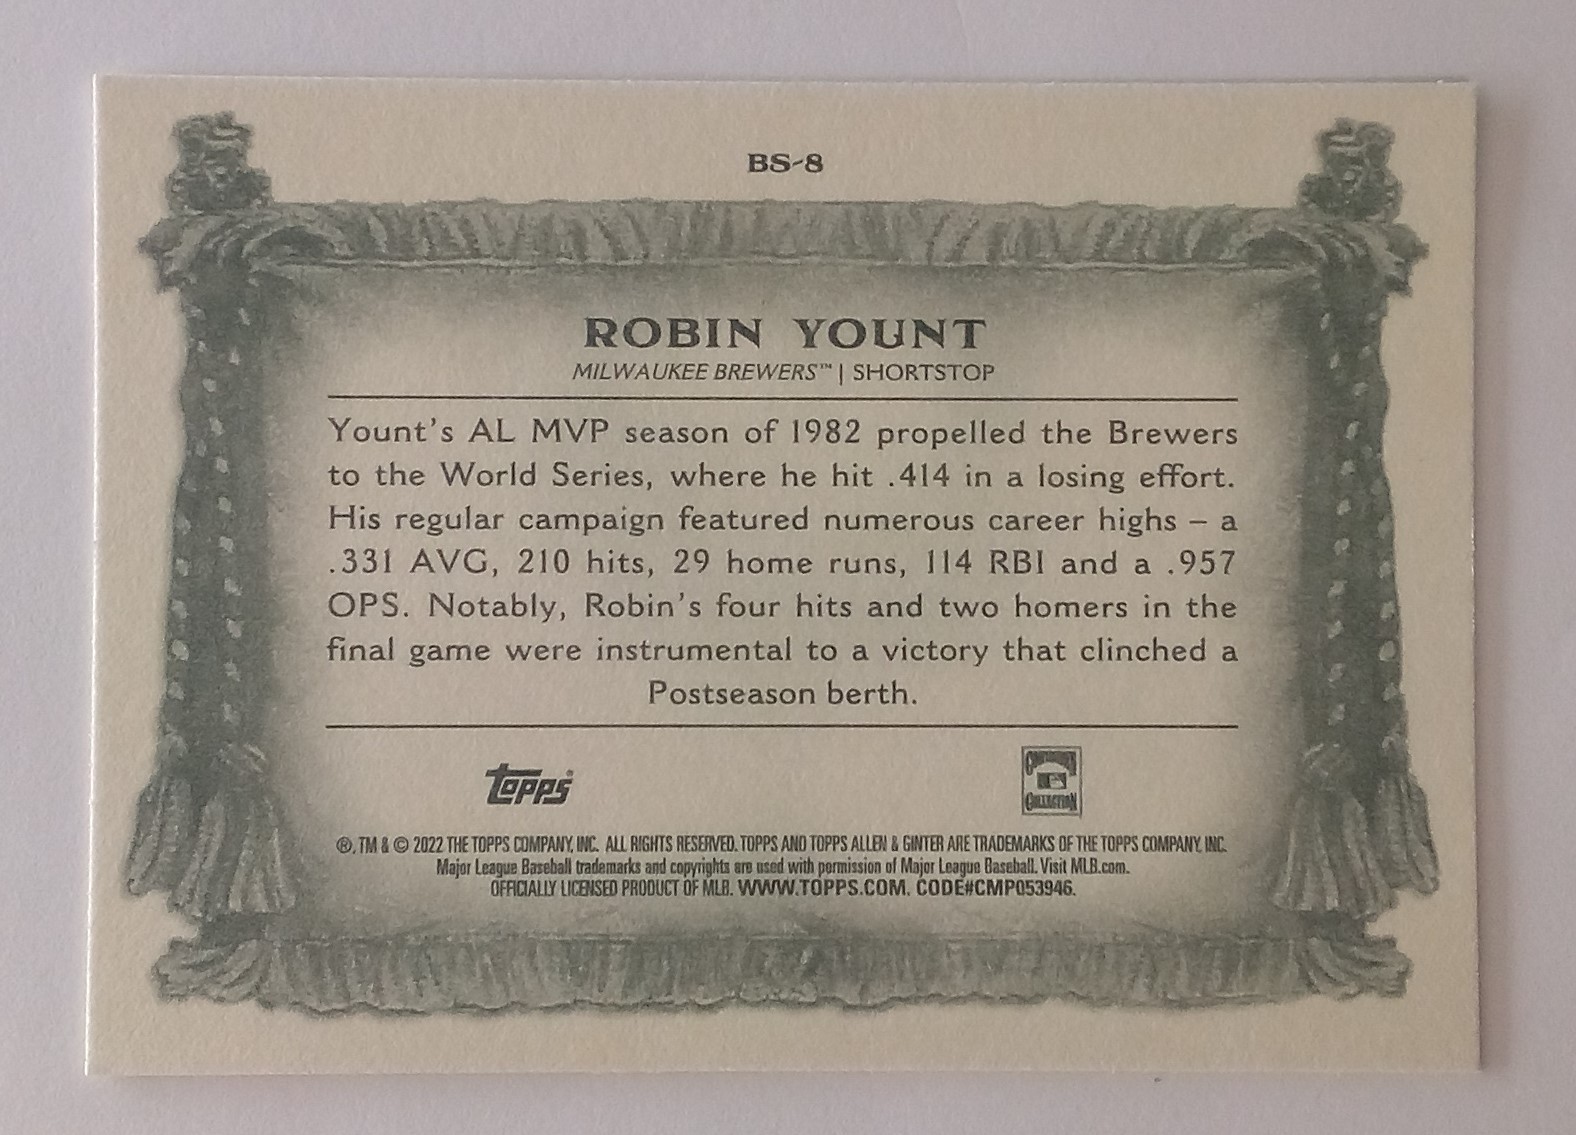 BS-8
ROBIN YOUNT
MILWAUKEE BREWERS™ | SHORTSTOP
Yount's AL MVP season of 1982 propelled the Brewers
to the World Series, where he hit .414 in a losing effort.
His regular campaign featured numerous career highs – a
.331 AVG, 210 hits, 29 home runs, 114 RBI and a .957
OPS. Notably, Robin's four hits and two homers in the
final game were instrumental to a victory that clinched a
Postseason berth.
topps®
COOPERSTOWN
COLLECTION
®, TM & © 2022 THE TOPPS COMPANY, INC. ALL RIGHTS RESERVED. TOPPS AND TOPPS ALLEN & GINTER ARE TRADEMARKS OF THE TOPPS COMPANY, INC.
Major League Baseball trademarks and copyrights are used with permission of Major League Baseball. Visit MLB.com.
OFFICIALLY LICENSED PRODUCT OF MLB. WWW.TOPPS.COM. CODE#CMP053946.